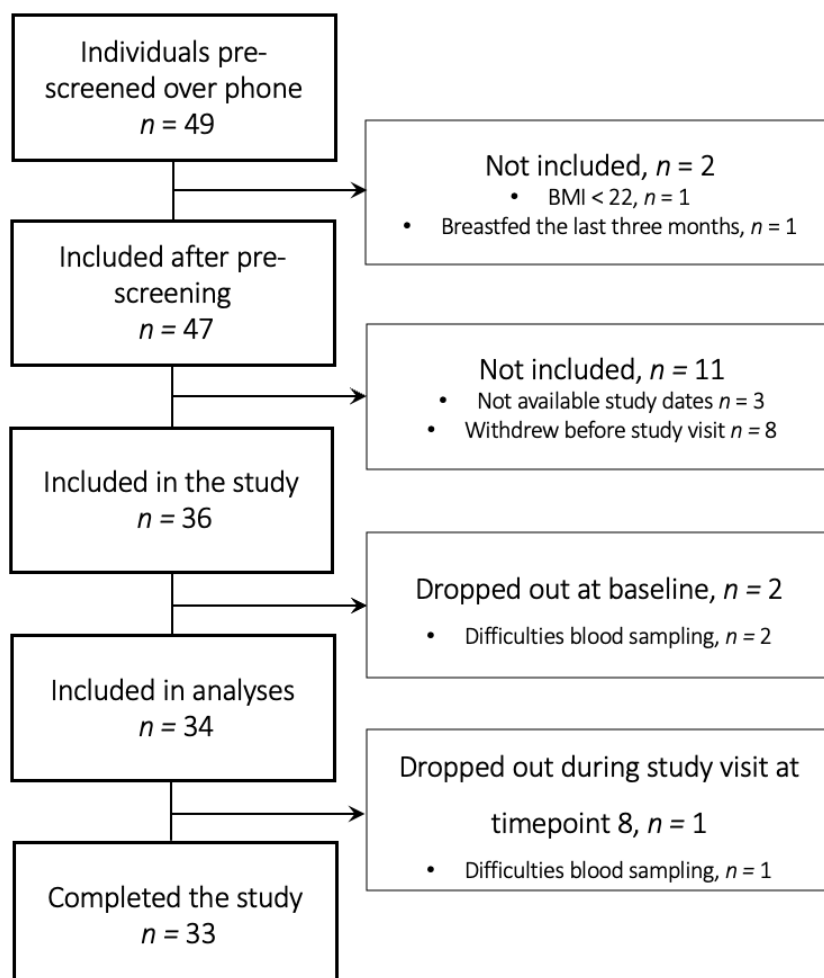 Individuals pre-
screened over phone
n = 49
Not included, n = 2
• BMI < 22, n = 1
• Breastfed the last three months, n = 1
Included after pre-
screening
n = 47
Not included, n = 11
• Not available study dates n = 3
• Withdrew before study visit n = 8
Included in the study
n = 36
Dropped out at baseline, n = 2
• Difficulties blood sampling, n = 2
Included in analyses
n = 34
Dropped out during study visit at
timepoint 8, n = 1
• Difficulties blood sampling, n = 1
Completed the study
n = 33